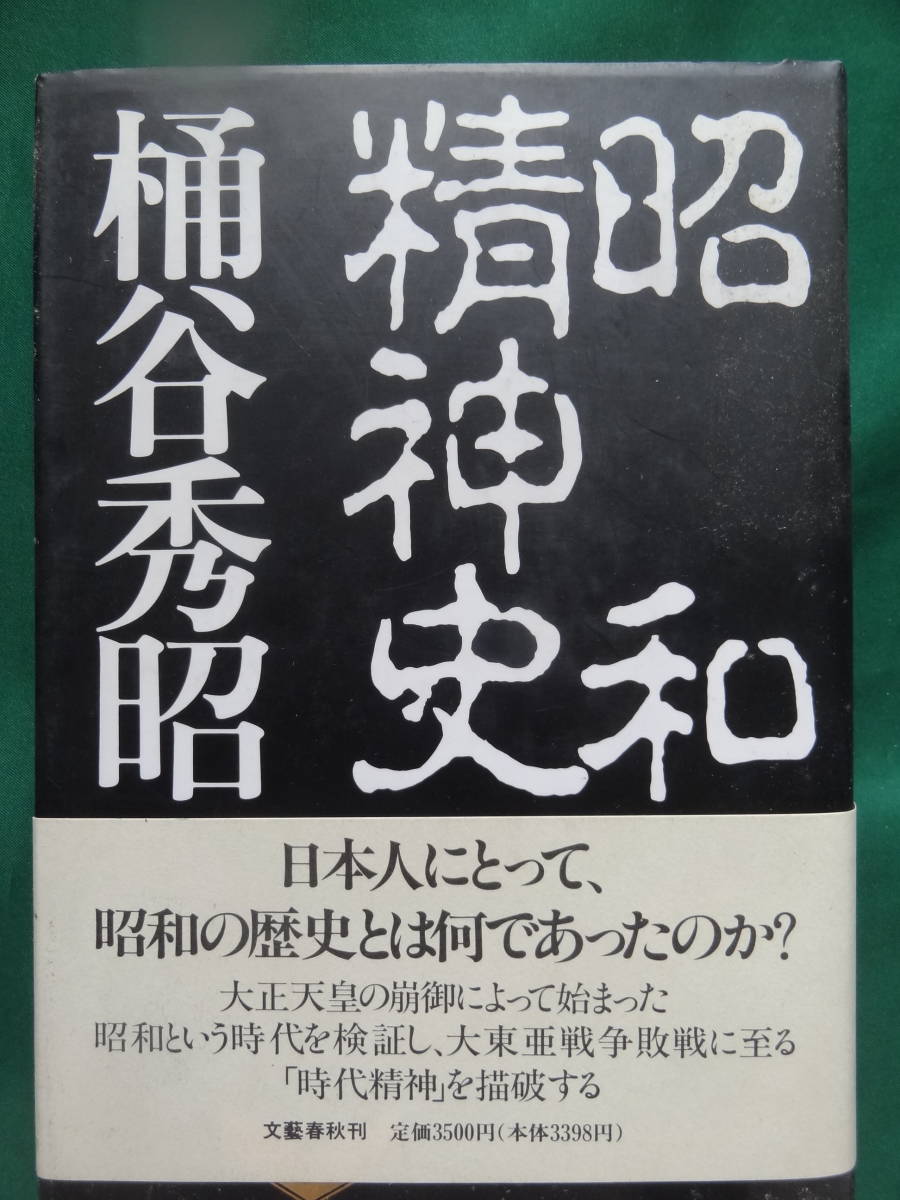 昭和
精神史
桶谷秀昭
日本人にとって、
昭和の歴史とは何であったのか?
大正天皇の崩御によって始まった
昭和という時代を検証し、大東亜戦争敗戦に至る
「時代精神」を描破する
文藝春秋刊 定価3500円(本体3398円)